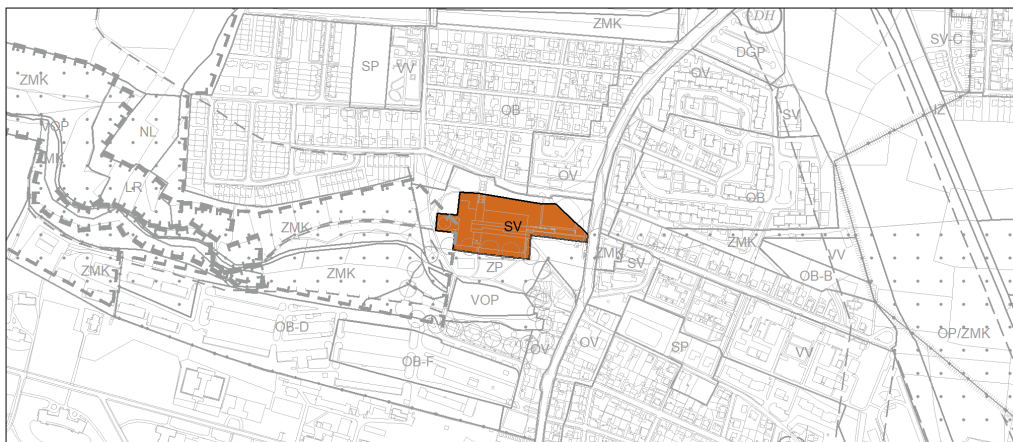 ZMK
DH
SV-C
DGP
SP
VV
OV
ZMK
OB
SV
IZ
VOP
NL
ZMK
LR
OV
OB
ZMK
SV
ZMK
ZMK
VV
ZP
SV
ZMK
ZMK
OB-B
VOP
OB-D
OP/ZMK
OV
OV
SP
VV
OB-F